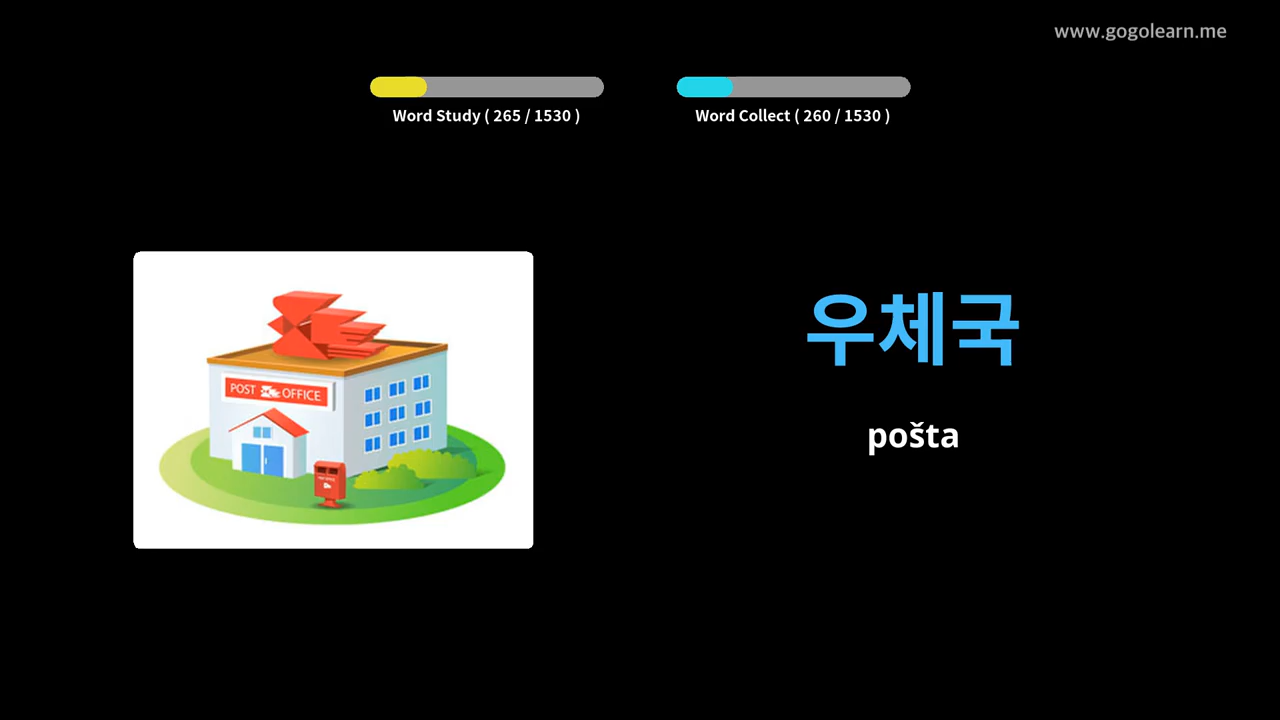 www.gogolearn.me
Word Study ( 265 / 1530 )
Word Collect ( 260 / 1530 )
POST OFFICE
우체국
pošta